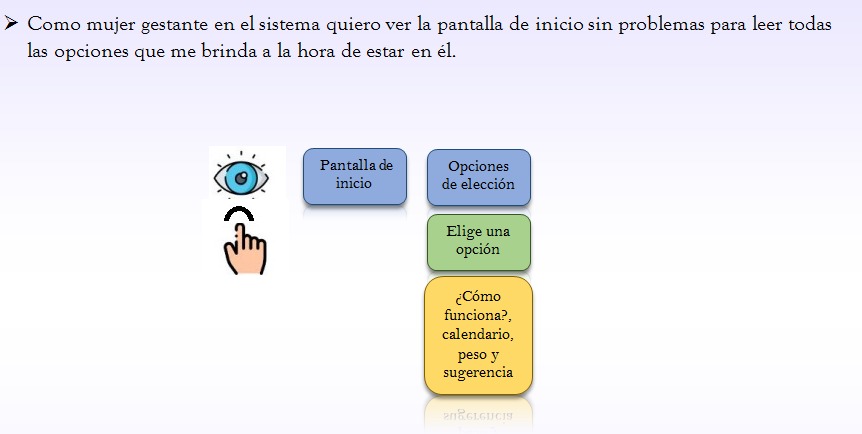 Como mujer gestante en el sistema quiero ver la pantalla de inicio sin problemas para leer todas
las opciones que me brinda a la hora de estar en él.
Pantalla de
inicio
Opciones
de elección
Elige una
opción
¿Cómo
funciona?,
calendario,
peso y
sugerencia